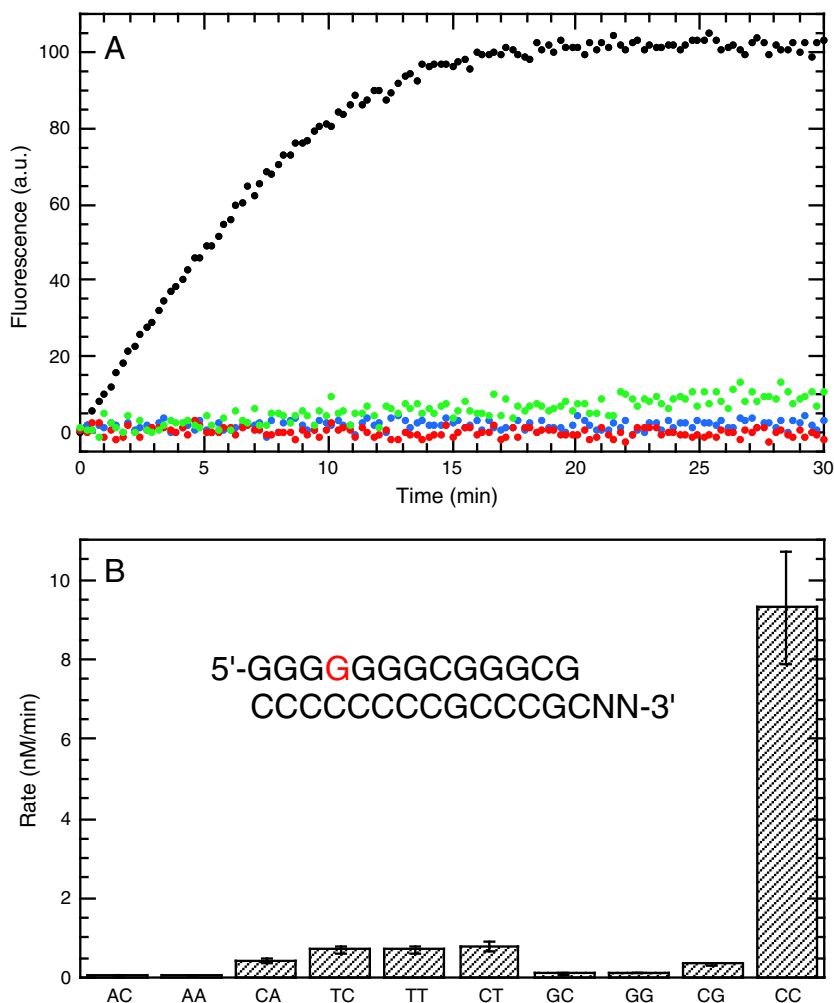 A
100
80
60
40
20
0
Fluorescence (a.u.)
0 5 10 15 20 25 30
Time (min)
B
10
8
6
4
2
0
Rate (nM/min)
5'-GGGGGGGCGGGCG
CCCCCCCCGCCCGCNN-3'
AC AA CA TC TT CT GC GG CG CC